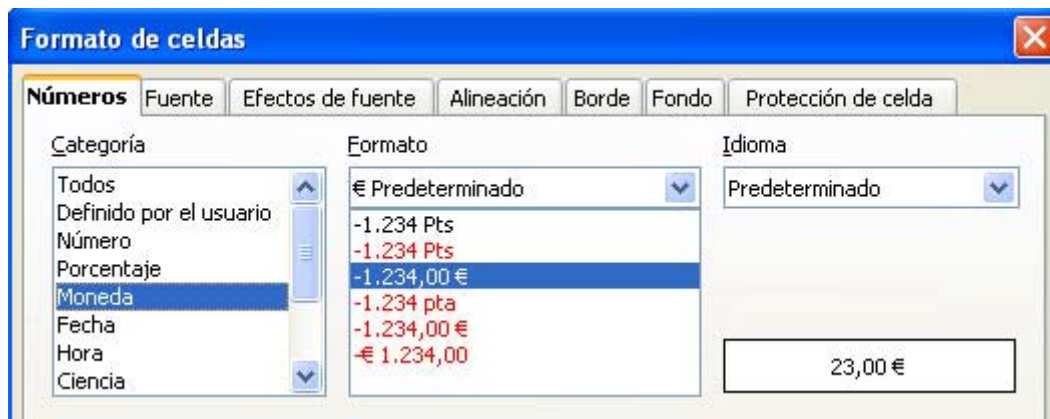 Formato de celdas
Números Fuente Efectos de fuente Alineación Borde Fondo Protección de celda
Categoría
Todos
Definido por el usuario
Número
Porcentaje
Moneda
Fecha
Hora
Ciencia
Formato
€ Predeterminado
-1.234 Pts
-1.234 Pts
-1.234,00 €
-1.234 pta
-1.234,00 €
-€ 1.234,00
Idioma
Predeterminado
23,00 €